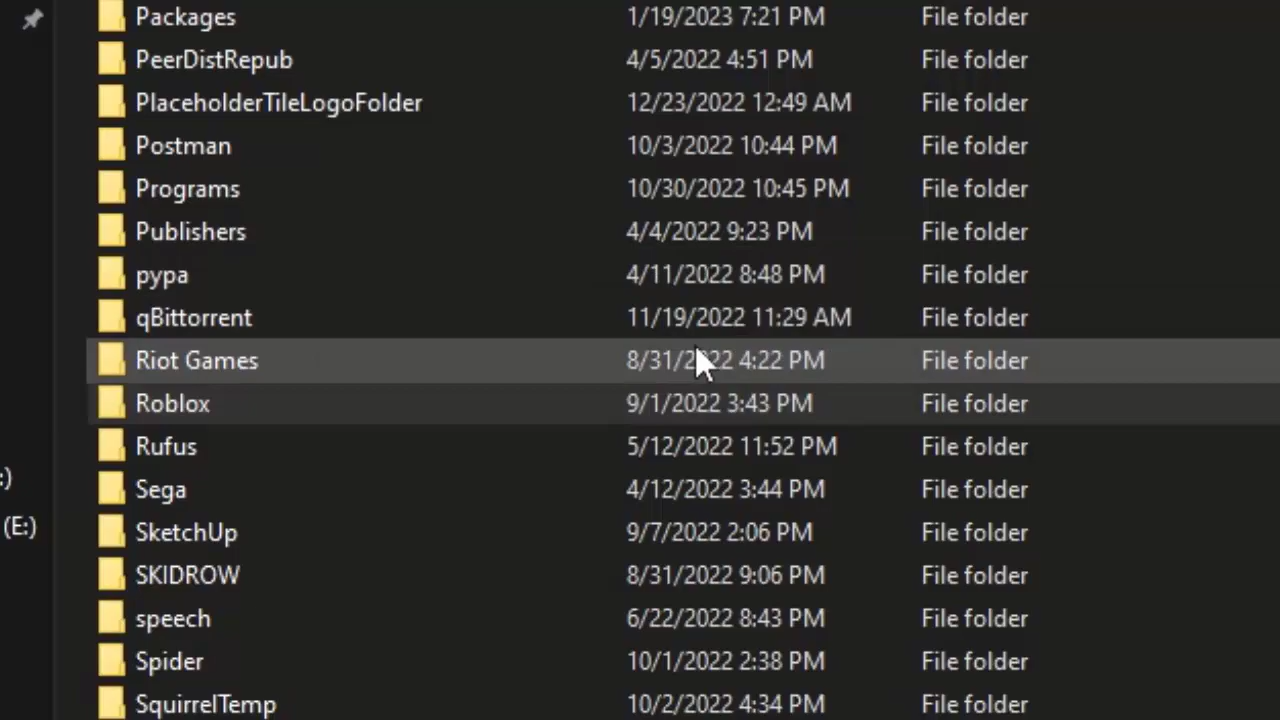 Packages 1/19/2023 7:21 PM File folder
PeerDistRepub 4/5/2022 4:51 PM File folder
PlaceholderTileLogoFolder 12/23/2022 12:49 AM File folder
Postman 10/3/2022 10:44 PM File folder
Programs 10/30/2022 10:45 PM File folder
Publishers 4/4/2022 9:23 PM File folder
pypa 4/11/2022 8:48 PM File folder
qBittorrent 11/19/2022 11:29 AM File folder
Riot Games 8/31/2022 4:22 PM File folder
Roblox 9/1/2022 3:43 PM File folder
Rufus 5/12/2022 11:52 PM File folder
:) Sega 4/12/2022 3:44 PM File folder
(E:) SketchUp 9/7/2022 2:06 PM File folder
SKIDROW 8/31/2022 9:06 PM File folder
speech 6/22/2022 8:43 PM File folder
Spider 10/1/2022 2:38 PM File folder
SquirrelTemp 10/2/2022 4:34 PM File folder